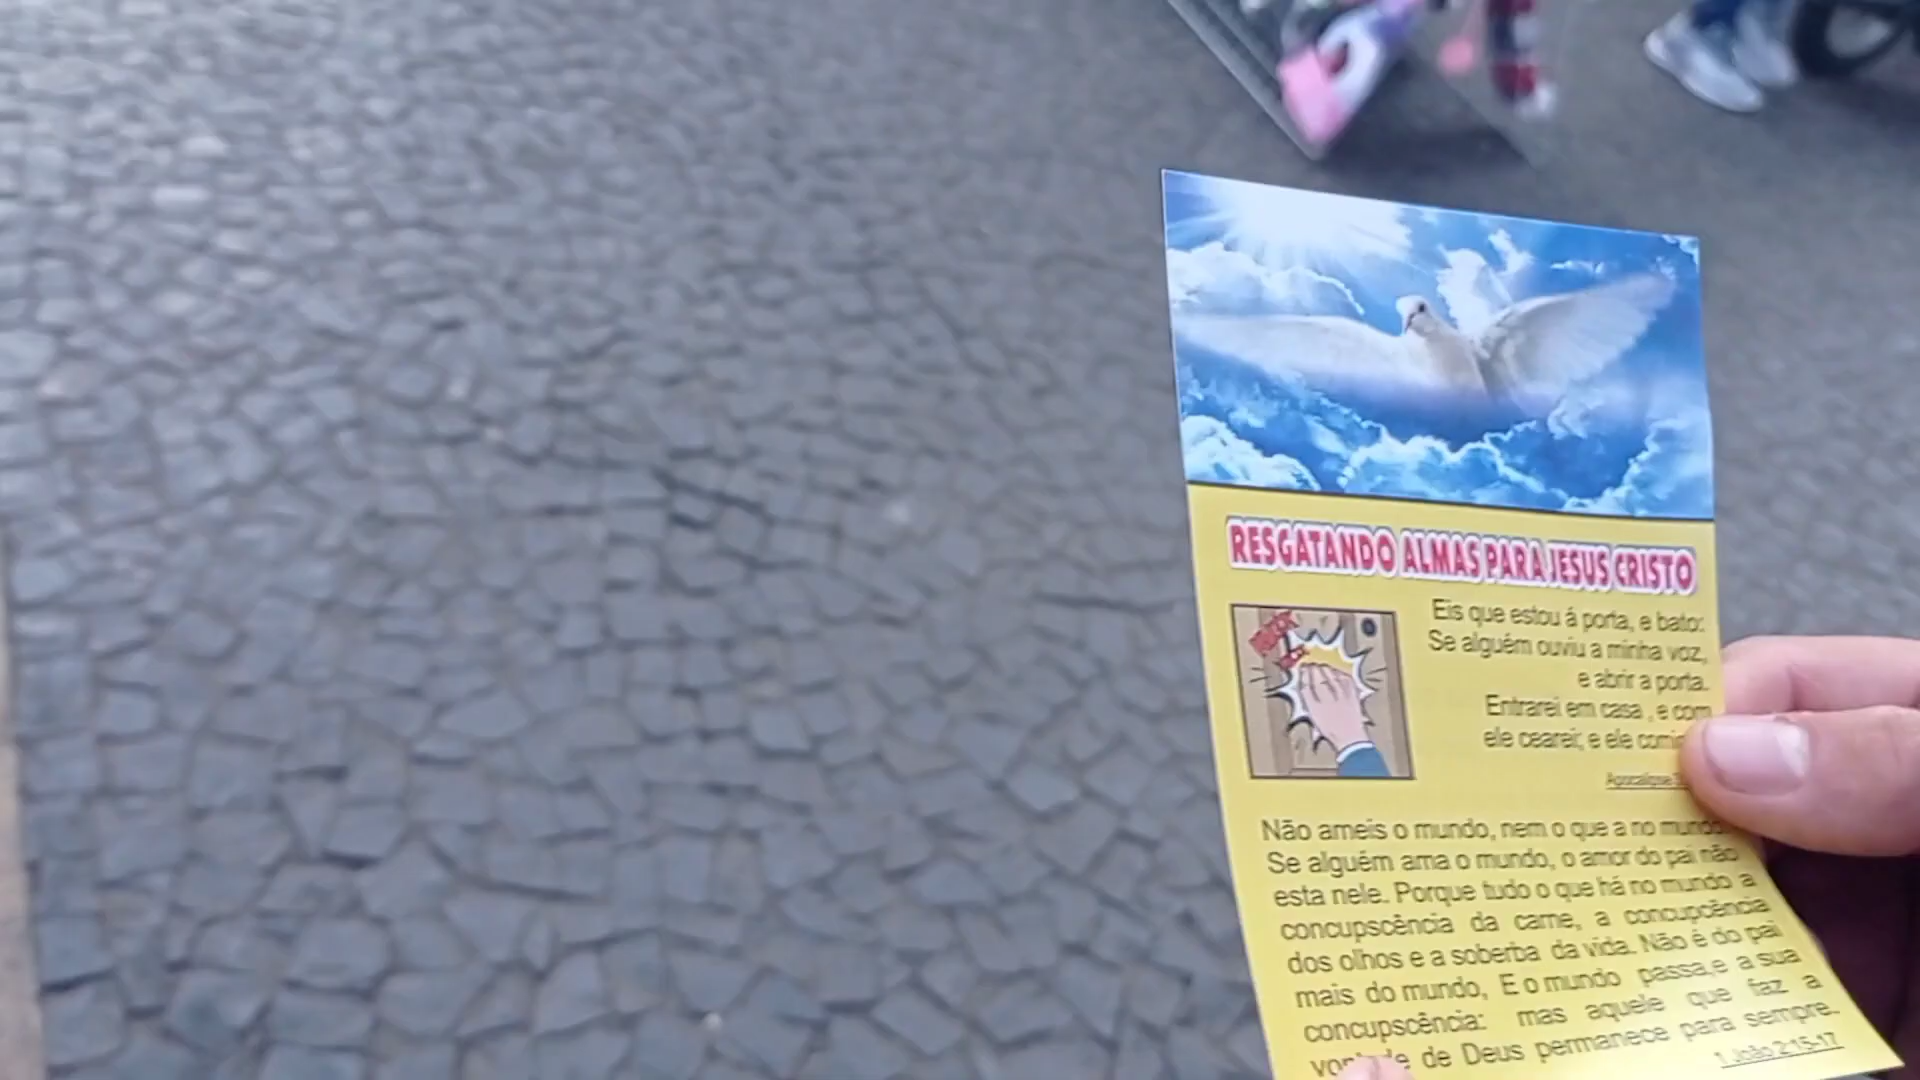 RESGATANDO ALMAS PARA JESUS CRISTO
Eis que estou á porta, e bato:
Se alguém ouviu a minha voz,
e abrir a porta.
Entrarei em casa , e com
ele cearei; e ele
Apocalipse
Não ameis o mundo, nem o que a no mundo
Se alguém ama o mundo, o amor do pai não
esta nele. Porque tudo o que há no mundo a
concupscência da carne, a concupcência
dos olhos e a soberba da vida. Não é do pai
mais do mundo, E o mundo passa,e a sua
concupscência: mas aquele que faz a
de Deus permanece para sempre.
1 João 2:15-17